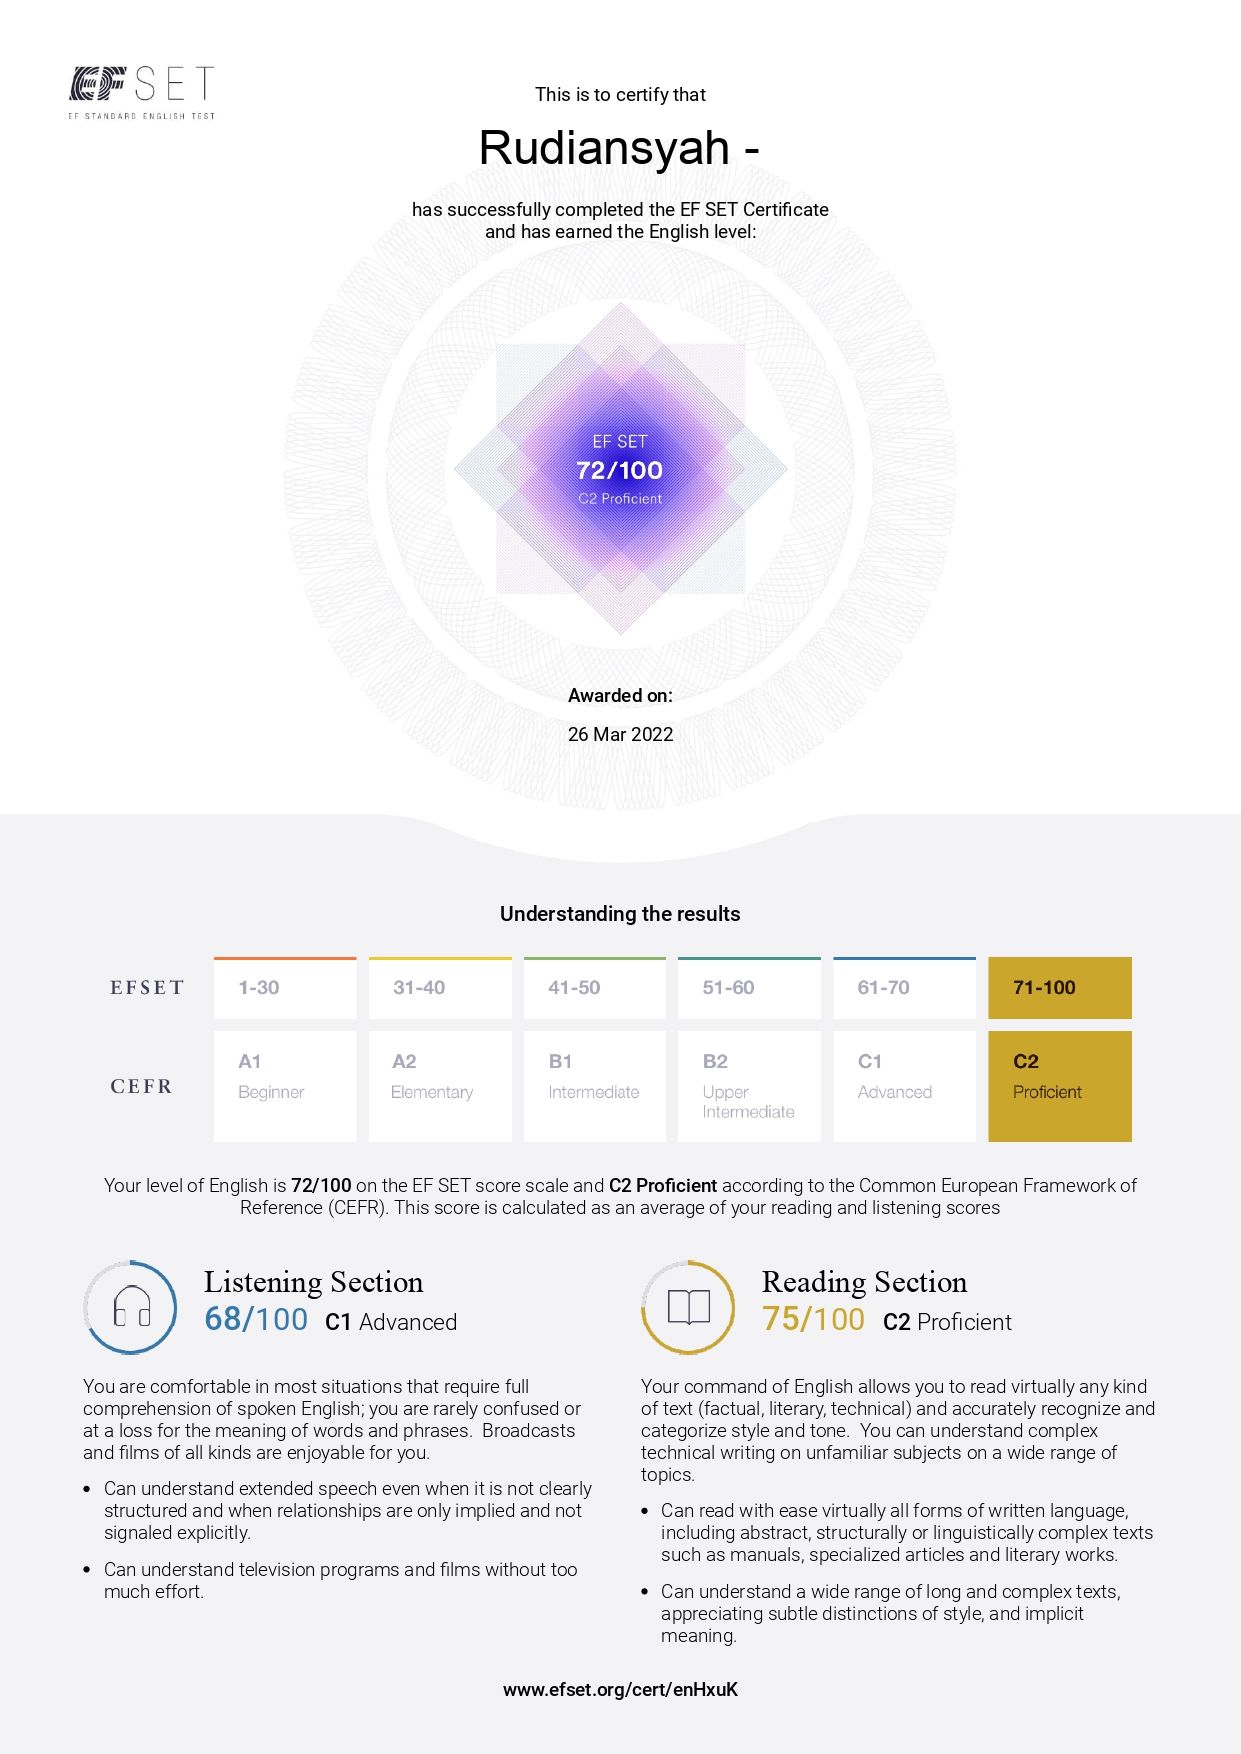 EF SET
EF STANDARD ENGLISH TEST
This is to certify that
Rudiansyah -
has successfully completed the EF SET Certificate
and has earned the English level:
EF SET
72/100
C2 Proficient
Awarded on:
26 Mar 2022
Understanding the results
EFSET 1-30 31-40 41-50 51-60 61-70 71-100
CEFR
A1 A2 B1 B2 C1 C2
Beginner Elementary Intermediate Upper Advanced Proficient
Intermediate
Your level of English is 72/100 on the EF SET score scale and C2 Proficient according to the Common European Framework of
Reference (CEFR). This score is calculated as an average of your reading and listening scores
Listening Section
68/100 C1 Advanced
You are comfortable in most situations that require full
comprehension of spoken English; you are rarely confused or
at a loss for the meaning of words and phrases.  Broadcasts
and films of all kinds are enjoyable for you.
• Can understand extended speech even when it is not clearly
structured and when relationships are only implied and not
signaled explicitly.
• Can understand television programs and films without too
much effort.
Reading Section
75/100 C2 Proficient
Your command of English allows you to read virtually any kind
of text (factual, literary, technical) and accurately recognize and
categorize style and tone.  You can understand complex
technical writing on unfamiliar subjects on a wide range of
topics.
• Can read with ease virtually all forms of written language,
including abstract, structurally or linguistically complex texts
such as manuals, specialized articles and literary works.
• Can understand a wide range of long and complex texts,
appreciating subtle distinctions of style, and implicit
meaning.
www.efset.org/cert/enHxuK